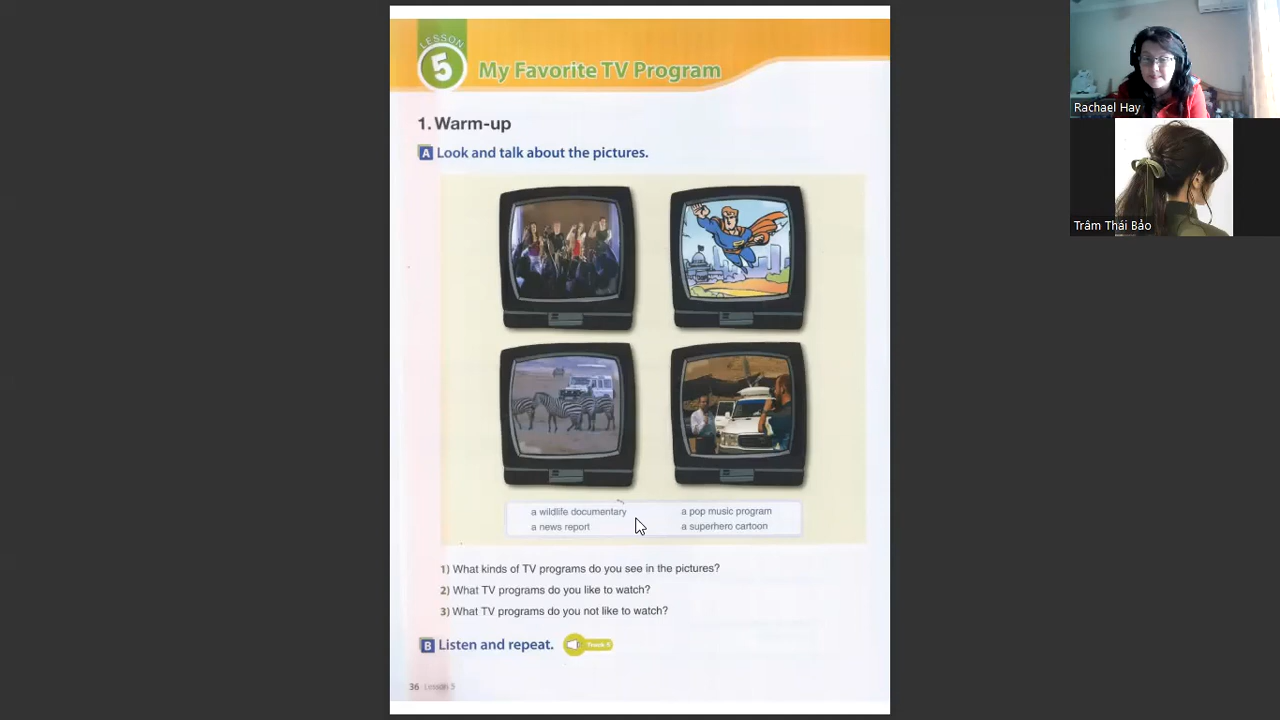 LESSON
5
My Favorite TV Program
1. Warm-up
A Look and talk about the pictures.
a wildlife documentary
a pop music program
a news report
a superhero cartoon
1) What kinds of TV programs do you see in the pictures?
2) What TV programs do you like to watch?
3) What TV programs do you not like to watch?
B Listen and repeat.
36 Lesson 5
Rachael Hay
Trâm Thái Bảo